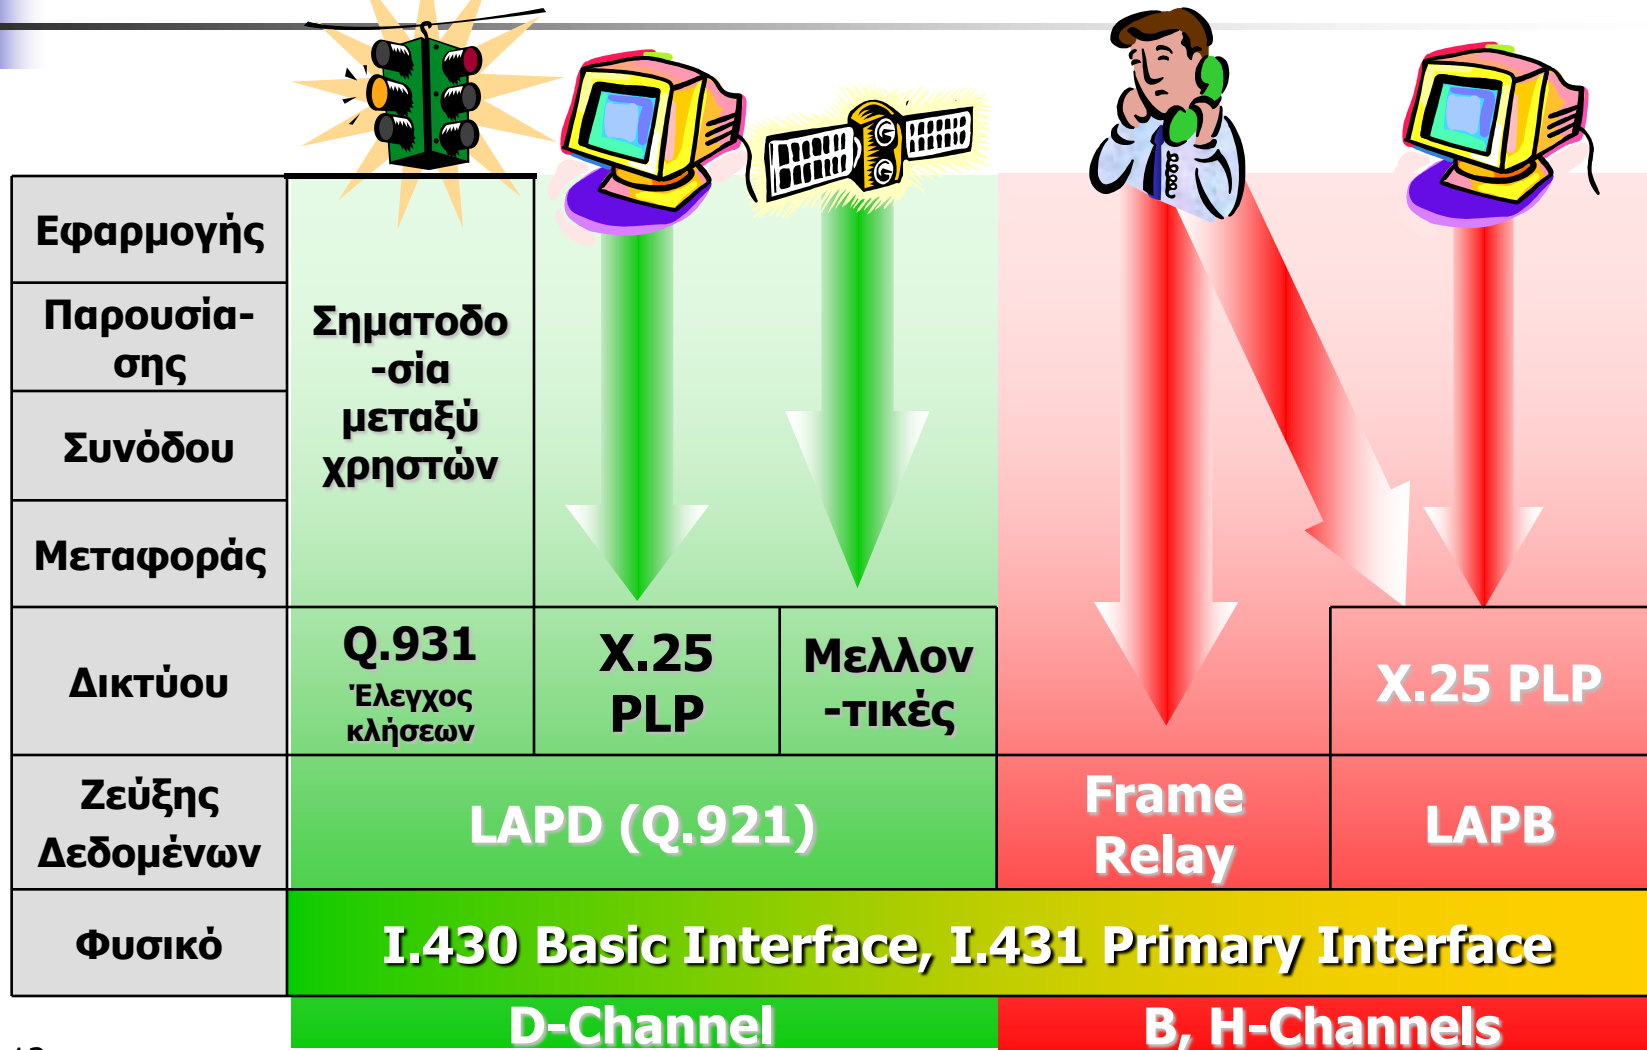 Εφαρμογής
Παρουσία-
σης
Συνόδου
Μεταφοράς
Δικτύου
Ζεύξης
Δεδομένων
Φυσικό
Σηματοδο
-σία
μεταξύ
χρηστών
Q.931
Έλεγχος
κλήσεων
X.25
PLP
Μελλον
-τικές
X.25 PLP
LAPD (Q.921)
Frame
Relay
LAPB
I.430 Basic Interface, I.431 Primary Interface
D-Channel
B, H-Channels